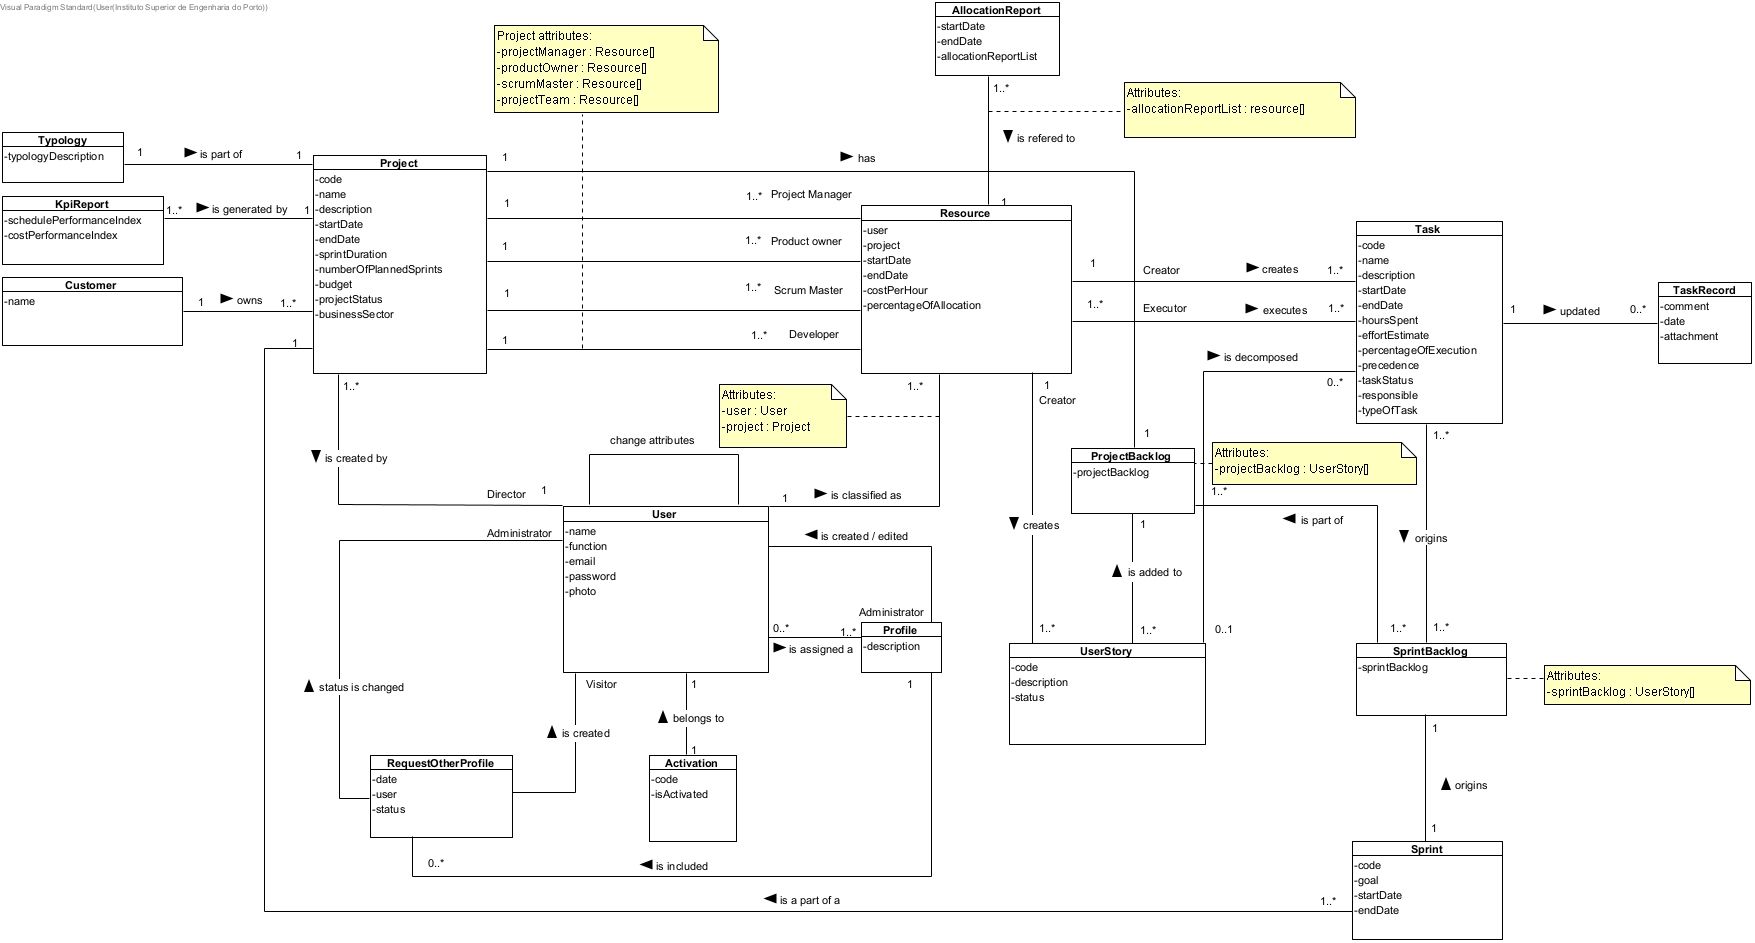 Visual Paradigm Standard(User(Instituto Superior de Engenharia do Porto))
AllocationReport
-startDate
-endDate
-allocationReportList
1..*
is refered to
1
Attributes:
-allocationReportList : resource[]
Project attributes:
-projectManager : Resource[]
-productOwner : Resource[]
-scrumMaster : Resource[]
-projectTeam : Resource[]
Typology
-typologyDescription
1
is part of
1
KpiReport
-schedulePerformanceIndex
-costPerformanceIndex
1..*
is generated by
1
Customer
-name
1
owns
1..*
Project
-code
-name
-description
-startDate
-endDate
-sprintDuration
-numberOfPlannedSprints
-budget
-projectStatus
-businessSector
1
has
1
1..*
Project Manager
1
1..*
Product owner
1
1..*
Scrum Master
1
1..*
Developer
Resource
-user
-project
-startDate
-endDate
-costPerHour
-percentageOfAllocation
1
Creator
creates
1..*
1..*
Executor
executes
1..*
Task
-code
-name
-description
-startDate
-endDate
-hoursSpent
-effortEstimate
-percentageOfExecution
-precedence
-taskStatus
-responsible
-typeOfTask
1
updated
0..*
TaskRecord
-comment
-date
-attachment
is decomposed
0..*
1
1..*
is created by
Director
1
change attributes
Attributes:
-user : User
-project : Project
1..*
1
is classified as
1
Creator
creates
1..*
1
ProjectBacklog
-projectBacklog
Attributes:
-projectBacklog : UserStory[]
1..*
is part of
1..*
1
is added to
1..*
0..1
1..*
origins
1..*
User
-name
-function
-email
-password
-photo
Administrator
status is changed
is created / edited
Administrator
0..*
1..*
is assigned a
Profile
-description
1
Visitor
is created
1
belongs to
1
UserStory
-code
-description
-status
SprintBacklog
-sprintBacklog
Attributes:
-sprintBacklog : UserStory[]
1
origins
1
RequestOtherProfile
-date
-user
-status
Activation
-code
-isActivated
0..*
is included
Sprint
-code
-goal
-startDate
-endDate
is a part of a
1..*